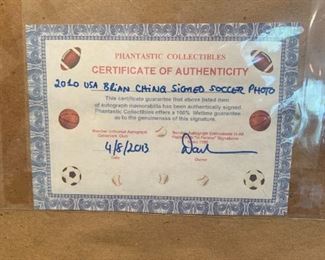 PHANTASTIC COLLECTIBLES
CERTIFICATE OF AUTHENTICITY
2010 USA BRIAN CHING SIGNED SOCCER PHOTO
This certificate guarantee that above listed item
of autograph memorabilia has been authentically signed.
Phantastic Collectibles offers a 100% lifetime guarantee
as to the genuineness of this signature.
4/8/2013
Date
Owner